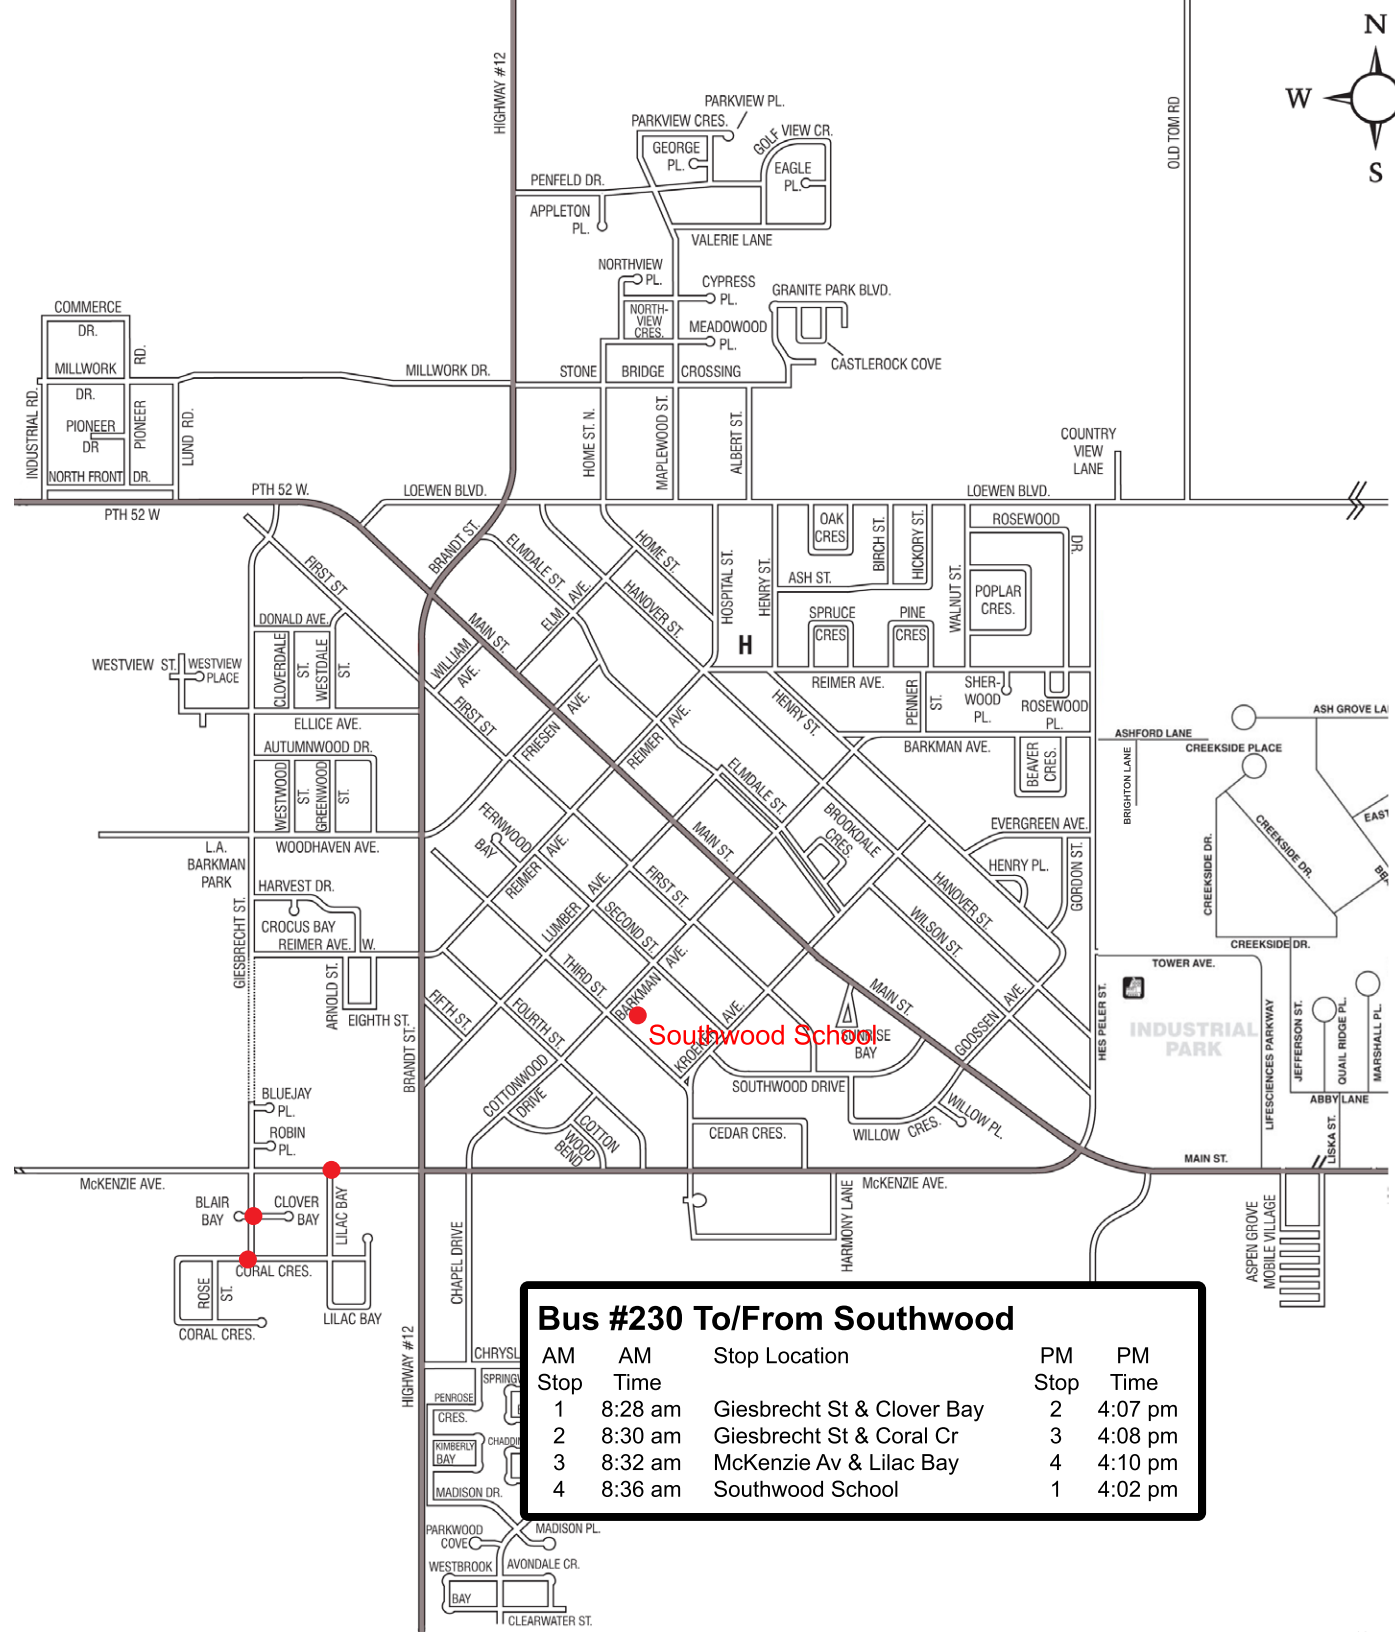 N
W
S
HIGHWAY #12
OLD TOM RD
PARKVIEW PL.
PARKVIEW CRES.
GOLF VIEW CR.
GEORGE
PL.
EAGLE
PL.
PENFELD DR.
APPLETON
PL.
VALERIE LANE
NORTHVIEW
PL.
CYPRESS
PL.
GRANITE PARK BLVD.
NORTH-
VIEW
CRES.
MEADOWOOD
PL.
CASTLEROCK COVE
COMMERCE
DR.
RD.
MILLWORK
DR.
MILLWORK DR.
STONE BRIDGE CROSSING
INDUSTRIAL RD.
PIONEER
DR
PIONEER
LUND RD.
NORTH FRONT DR.
HOME ST. N.
MAPLEWOOD ST.
ALBERT ST.
COUNTRY
VIEW
LANE
PTH 52 W.
PTH 52 W
LOEWEN BLVD.
LOEWEN BLVD.
BRANDT ST.
FIRST ST
ELMDALE ST.
HOME ST.
ELM AVE.
HANOVER ST.
HOSPITAL ST.
HENRY ST.
OAK
CRES
BIRCH ST.
HICKORY ST.
ROSEWOOD
DR.
ASH ST.
WALNUT ST.
POPLAR
CRES.
SPRUCE
CRES
PINE
CRES
H
DONALD AVE.
CLOVERDALE
ST.
WESTDALE
ST.
WESTVIEW ST.
WESTVIEW
PLACE
ELLICE AVE.
MAIN ST.
WILLIAM
AVE.
FIRST ST.
FRIESEN AVE.
REIMER AVE.
REIMER AVE.
HENRY ST.
PENNER
ST.
SHER-
WOOD
PL.
ROSEWOOD
PL.
BARKMAN AVE.
BEAVER
CRES.
ASH GROVE LA
ASHFORD LANE
CREEKSIDE PLACE
BRIGHTON LANE
AUTUMNWOOD DR.
WESTWOOD
ST.
GREENWOOD
ST.
WOODHAVEN AVE.
L.A.
BARKMAN
PARK
HARVEST DR.
CROCUS BAY
REIMER AVE. W.
GIESBRECHT ST.
ARNOLD ST.
EIGHTH ST.
FERNWOOD
BAY
REIMER AVE.
ELMDALE ST.
MAIN ST.
BROOKDALE
CRES.
EVERGREEN AVE.
HENRY PL.
GORDON ST.
HANOVER ST.
WILSON ST.
CREEKSIDE DR.
CREEKSIDE DR.
EAST
CREEKSIDE DR.
TOWER AVE.
FIRST ST.
LUMBER AVE.
SECOND ST.
THIRD ST.
BARKMAN AVE.
FIFTH ST.
FOURTH ST.
KROEKER AVE.
Southwood School
SUNRISE
BAY
MAIN ST.
GOOSSEN AVE.
HES PELER ST.
INDUSTRIAL
PARK
LIFESCIENCES PARKWAY
JEFFERSON ST.
QUAIL RIDGE PL.
MARSHALL PL.
ABBY LANE
LISKA ST.
BRANDT ST.
BLUEJAY
PL.
ROBIN
PL.
COTTONWOOD
DRIVE
COTTON
WOOD
BEND
SOUTHWOOD DRIVE
CEDAR CRES.
WILLOW CRES.
WILLOW PL.
MAIN ST.
McKENZIE AVE.
McKENZIE AVE.
BLAIR
BAY
CLOVER
BAY
LILAC BAY
CORAL CRES.
ROSE
ST.
CORAL CRES.
LILAC BAY
CHAPEL DRIVE
HARMONY LANE
ASPEN GROVE
MOBILE VILLAGE
HIGHWAY #12
CHRYSL
SPRING
PENROSE
CRES.
KIMBERLY
BAY
CHADDI
MADISON DR.
PARKWOOD
COVE
MADISON PL.
WESTBROOK
BAY
AVONDALE CR.
CLEARWATER ST.
Bus #230 To/From Southwood
AM Stop AM Time Stop Location PM Stop PM Time
1 8:28 am Giesbrecht St & Clover Bay 2 4:07 pm
2 8:30 am Giesbrecht St & Coral Cr 3 4:08 pm
3 8:32 am McKenzie Av & Lilac Bay 4 4:10 pm
4 8:36 am Southwood School 1 4:02 pm